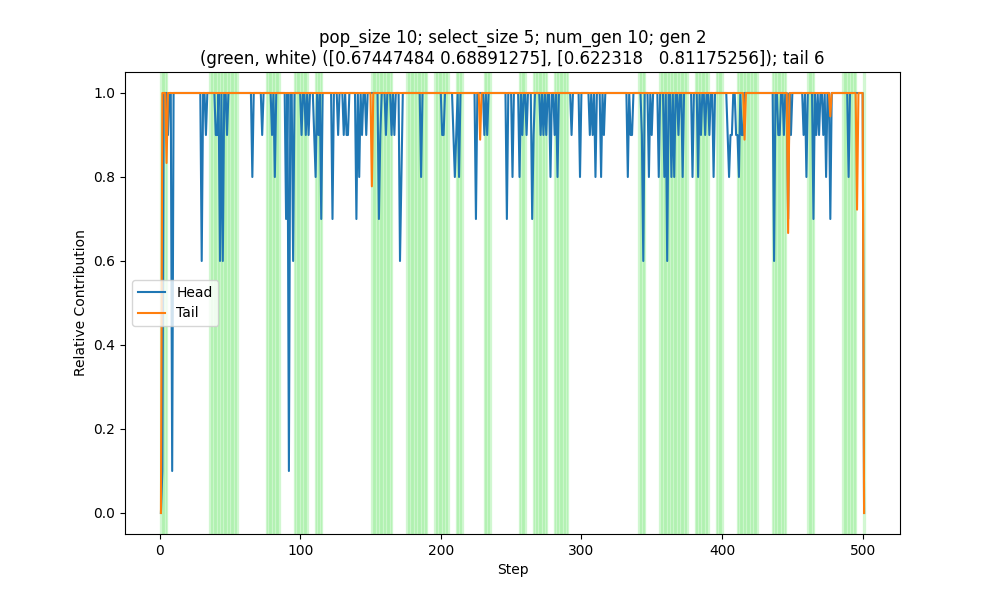 pop_size 10; select_size 5; num_gen 10; gen 2
(green, white) ([0.67447484 0.68891275], [0.622318   0.81175256]); tail 6
1.0
0.8
0.6
0.4
0.2
0.0
Relative Contribution
Head
Tail
0 100 200 300 400 500
Step